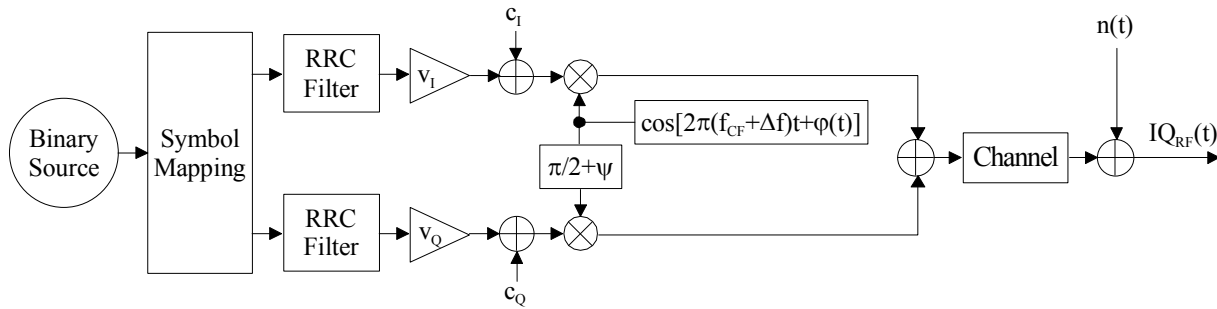 Binary
Source
Symbol
Mapping
RRC
Filter
v_I
c_I
cos[2π(f_CF+Δf)t+φ(t)]
π/2+ψ
RRC
Filter
v_Q
c_Q
Channel
n(t)
IQ_RF(t)